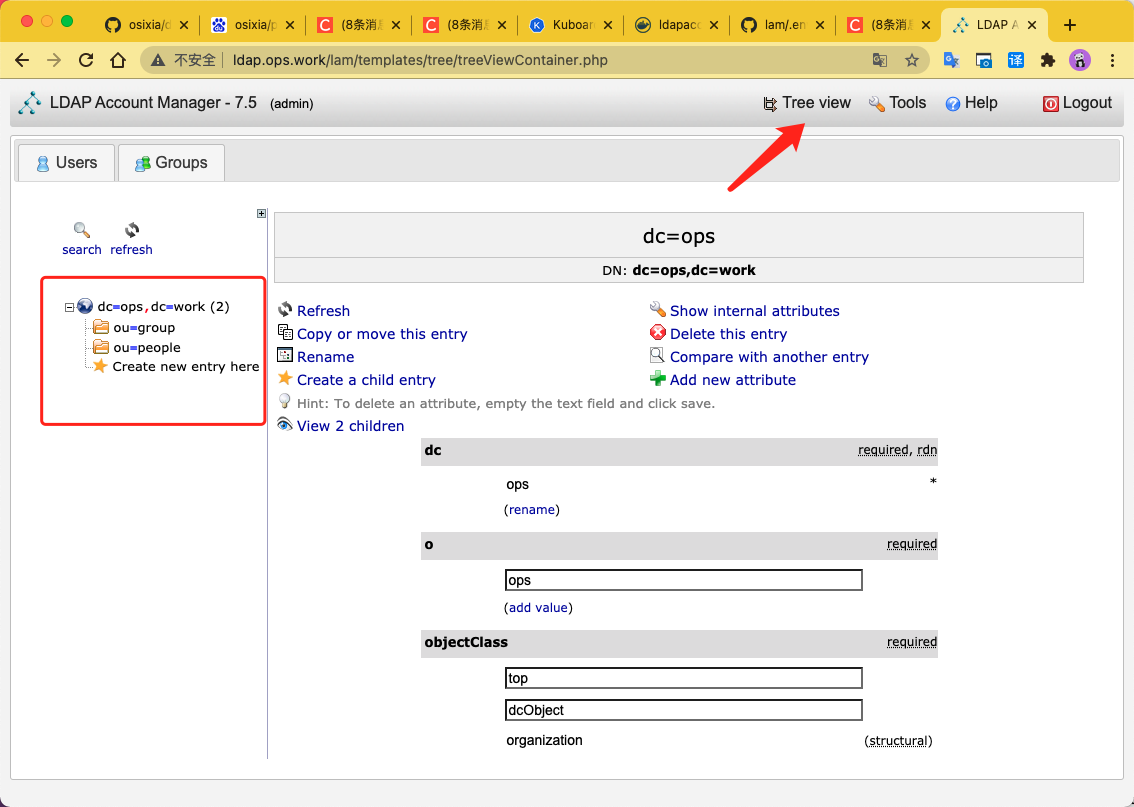 osixia/d
osixia/p
(8条消息
(8条消息
Kuboar
ldapacc
lam/.en
(8条消息
LDAP A
不安全 ldap.ops.work/lam/templates/tree/treeViewContainer.php
LDAP Account Manager - 7.5 (admin) Tree view Tools Help Logout
Users Groups
search refresh
dc=ops,dc=work (2)
ou=group
ou=people
Create new entry here
dc=ops
DN: dc=ops,dc=work
Refresh Show internal attributes
Copy or move this entry Delete this entry
Rename Compare with another entry
Create a child entry Add new attribute
Hint: To delete an attribute, empty the text field and click save.
View 2 children
dc required, rdn
ops *
(rename)
o required
ops
(add value)
objectClass required
top
dcObject
organization (structural)